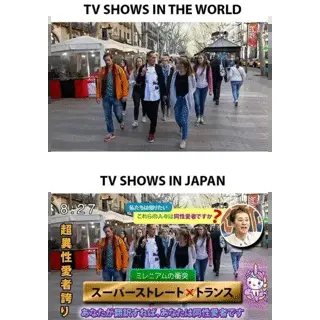 TV SHOWS IN THE WORLD
TV SHOWS IN JAPAN
8:27
私たちは知りたい
これらの人々は同性愛者ですか？
超異性愛者誇り
ミレニアムの衝突
スーパーストレート×トランス
あなたが翻訳すれば、あなたは同性愛者です